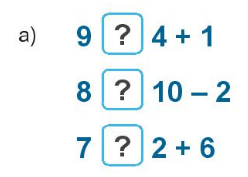 a) 9 ? 4 + 1
8 ? 10 – 2
7 ? 2 + 6